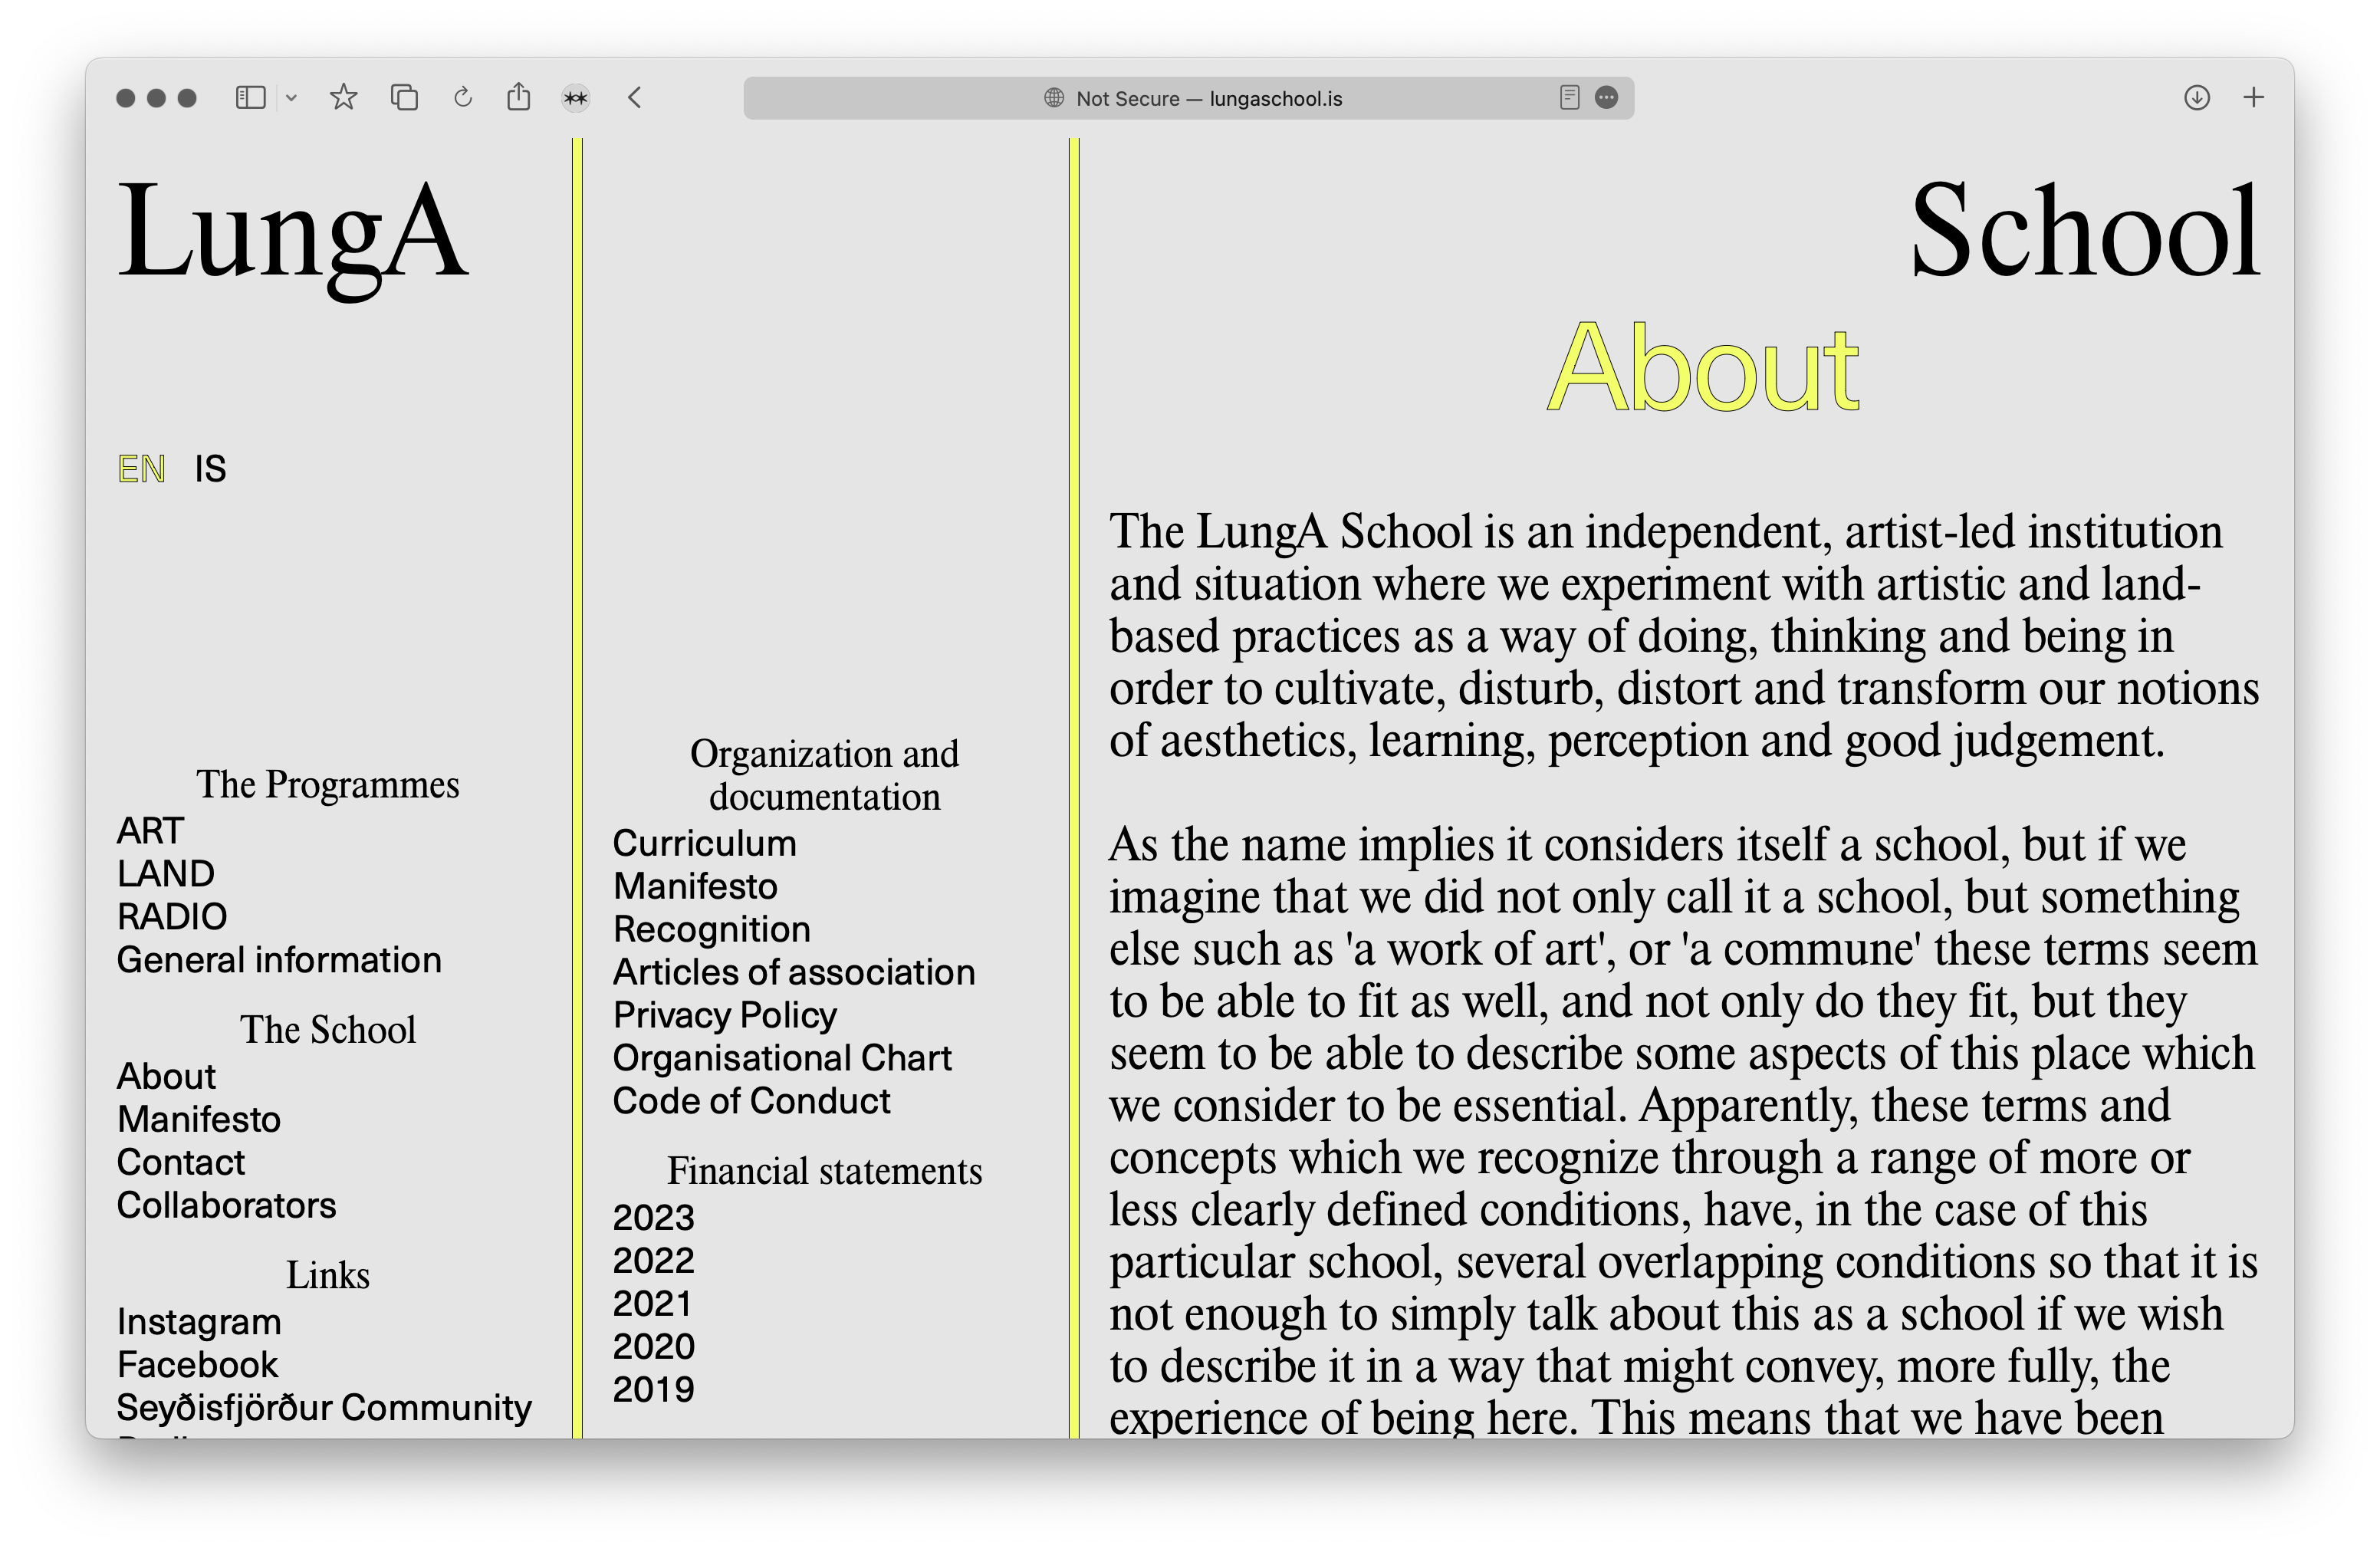 Not Secure — lungaschool.is
LungA
School
EN IS
The Programmes
ART
LAND
RADIO
General information
The School
About
Manifesto
Contact
Collaborators
Links
Instagram
Facebook
Seyðisfjörður Community
Organization and
documentation
Curriculum
Manifesto
Recognition
Articles of association
Privacy Policy
Organisational Chart
Code of Conduct
Financial statements
2023
2022
2021
2020
2019
About
The LungA School is an independent, artist-led institution
and situation where we experiment with artistic and land-
based practices as a way of doing, thinking and being in
order to cultivate, disturb, distort and transform our notions
of aesthetics, learning, perception and good judgement.
As the name implies it considers itself a school, but if we
imagine that we did not only call it a school, but something
else such as 'a work of art', or 'a commune' these terms seem
to be able to fit as well, and not only do they fit, but they
seem to be able to describe some aspects of this place which
we consider to be essential. Apparently, these terms and
concepts which we recognize through a range of more or
less clearly defined conditions, have, in the case of this
particular school, several overlapping conditions so that it is
not enough to simply talk about this as a school if we wish
to describe it in a way that might convey, more fully, the
experience of being here. This means that we have been